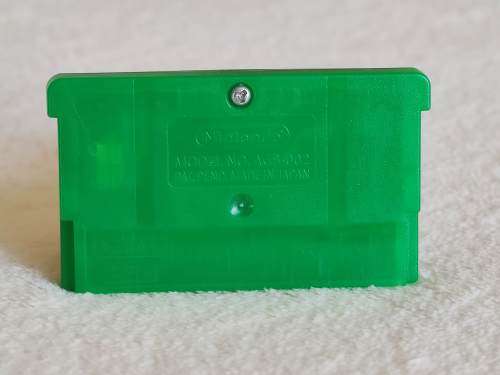 Nintendo
MODEL NO. AGB-002
PAT.PEND. MADE IN JAPAN